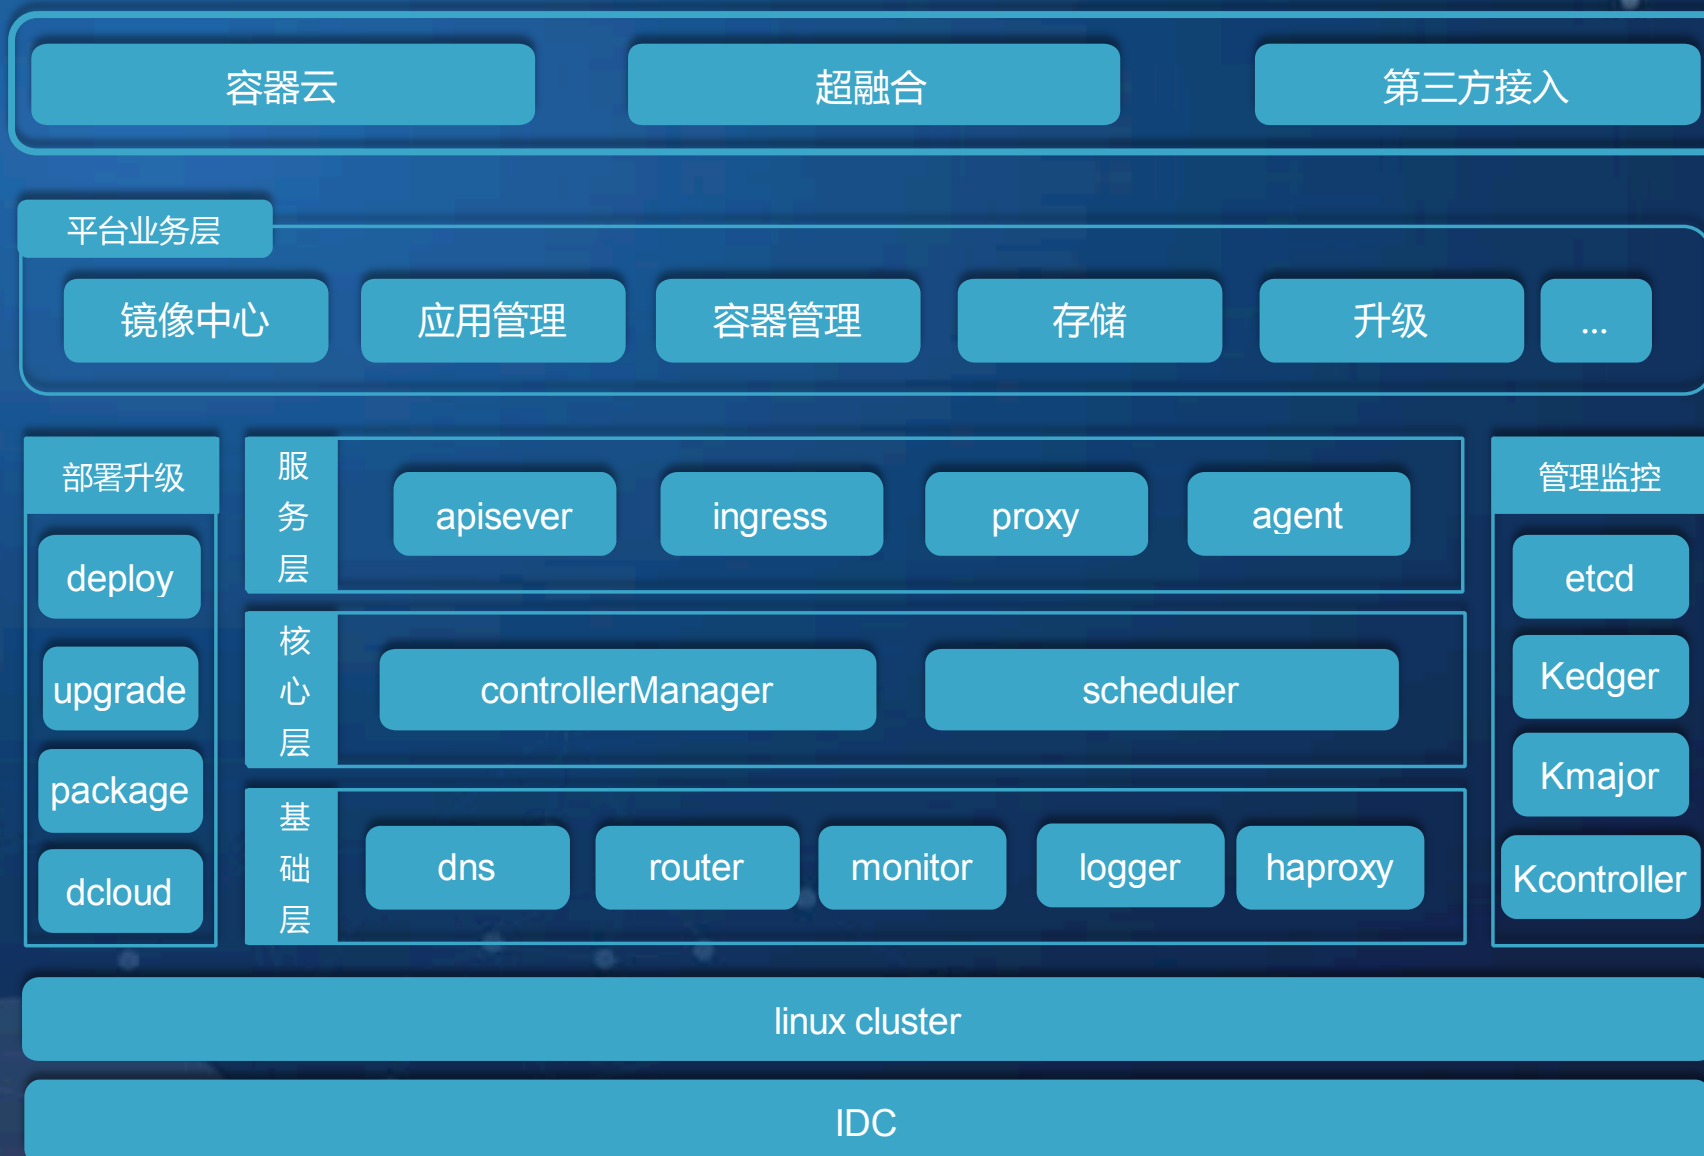 容器云
超融合
第三方接入
平台业务层
镜像中心
应用管理
容器管理
存储
升级
...
部署升级
deploy
upgrade
package
dcloud
服务层
apisever
ingress
proxy
agent
核心层
controllerManager
scheduler
基础层
dns
router
monitor
logger
haproxy
管理监控
etcd
Kedger
Kmajor
Kcontroller
linux cluster
IDC